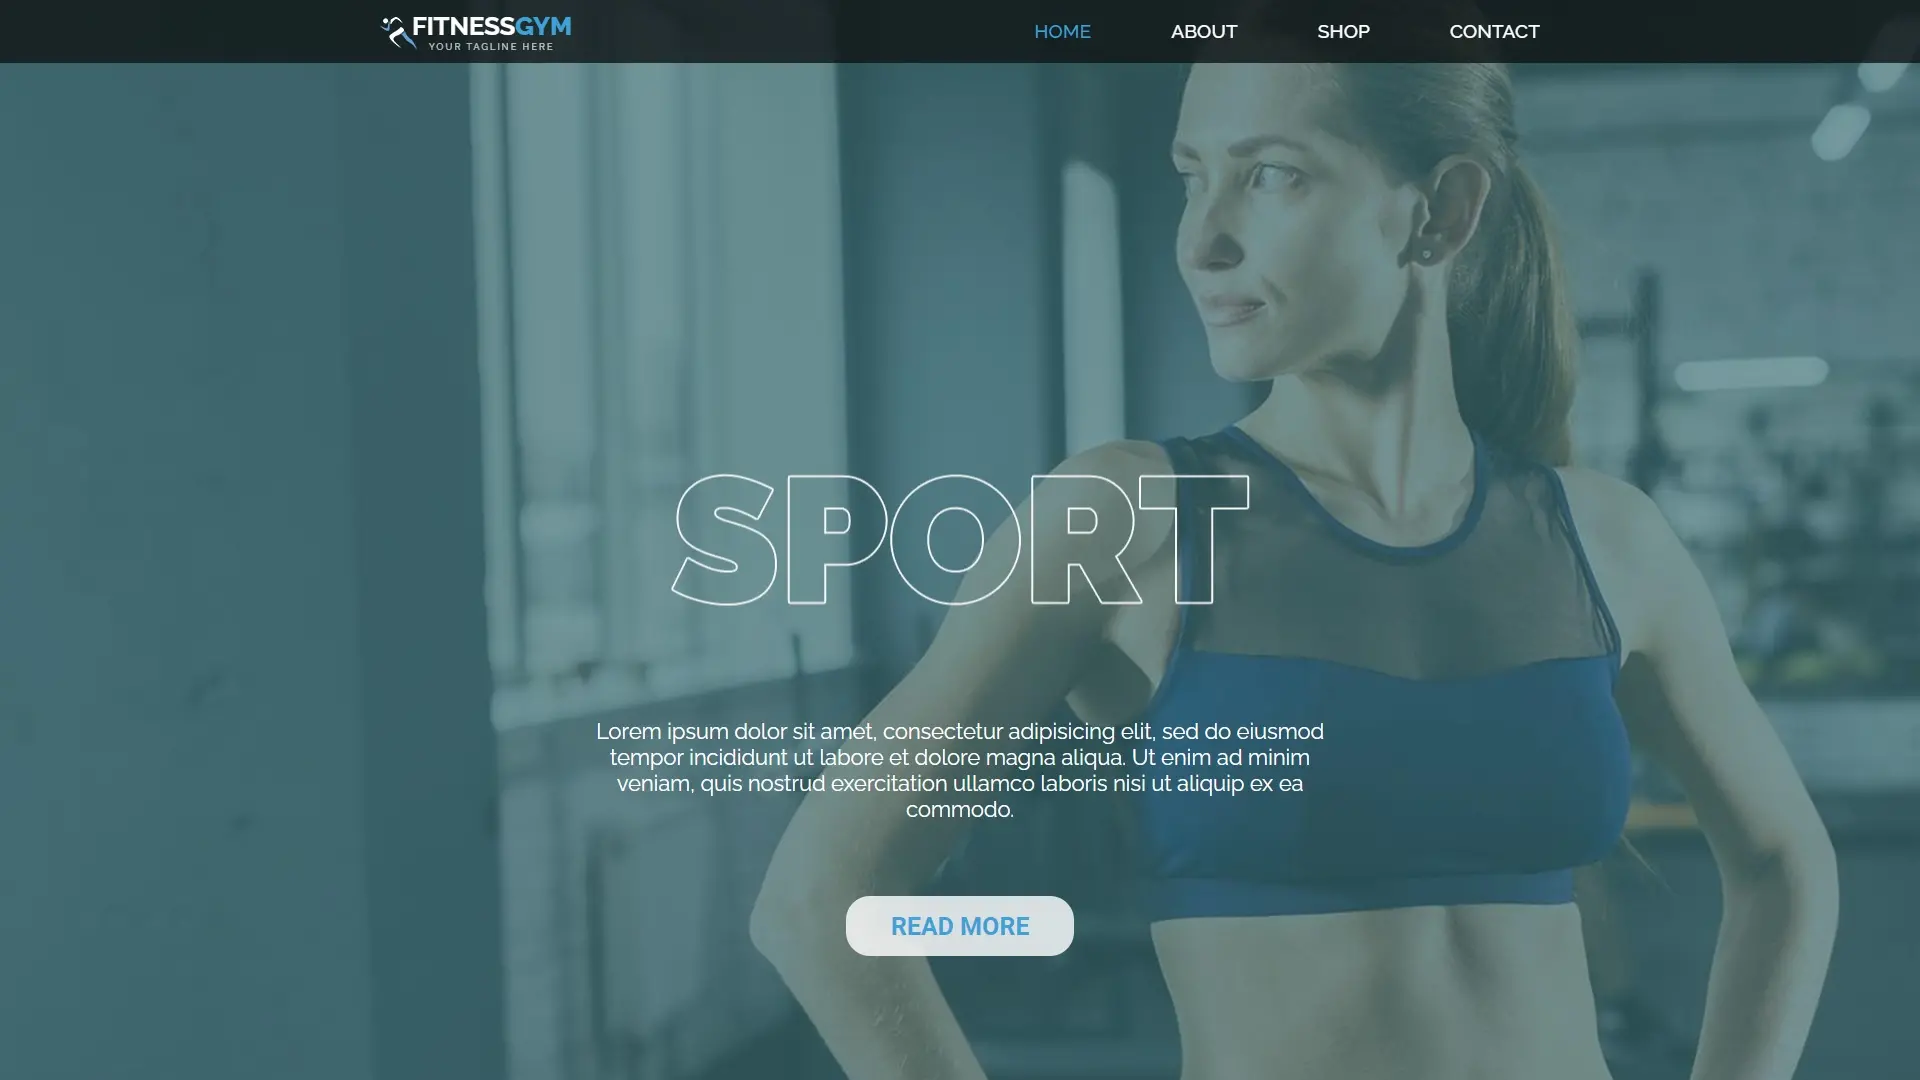 FITNESSGYM
YOUR TAGLINE HERE
HOME ABOUT SHOP CONTACT
SPORT
Lorem ipsum dolor sit amet, consectetur adipisicing elit, sed do eiusmod
tempor incididunt ut labore et dolore magna aliqua. Ut enim ad minim
veniam, quis nostrud exercitation ullamco laboris nisi ut aliquip ex ea
commodo.
READ MORE